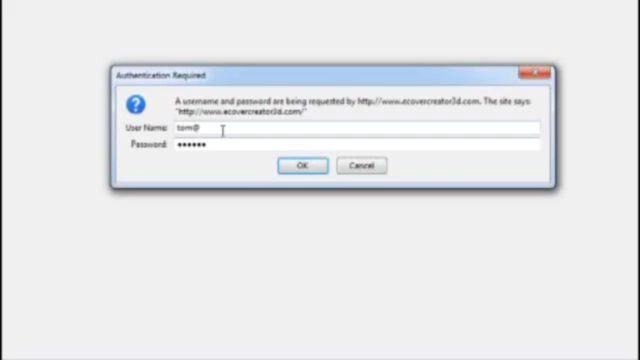 Authentication Required
A username and password are being requested by http://www.ecovercreator3d.com. The site says:
"http://www.ecovercreator3d.com/"
User Name: tom@
Password: ••••••
OK Cancel